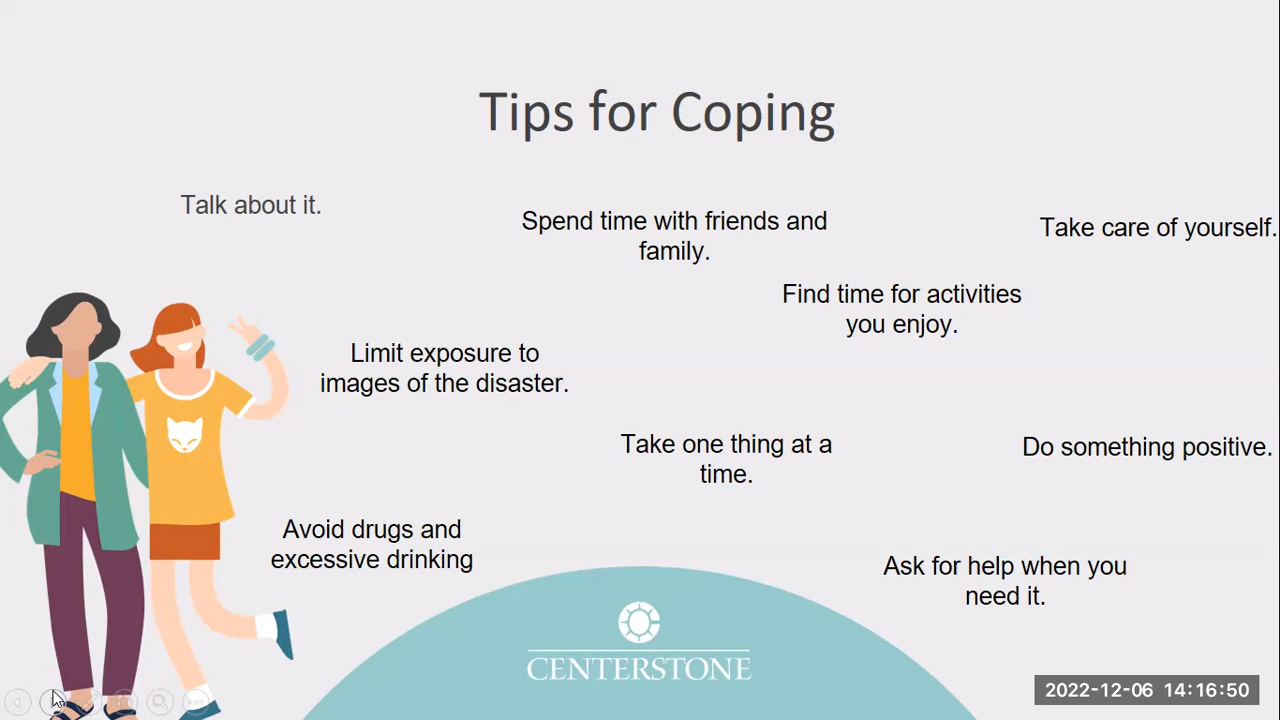 Tips for Coping
Talk about it.
Spend time with friends and
family.
Take care of yourself.
Find time for activities
you enjoy.
Limit exposure to
images of the disaster.
Take one thing at a
time.
Do something positive.
Avoid drugs and
excessive drinking
Ask for help when you
need it.
CENTERSTONE
2022-12-06 14:16:50